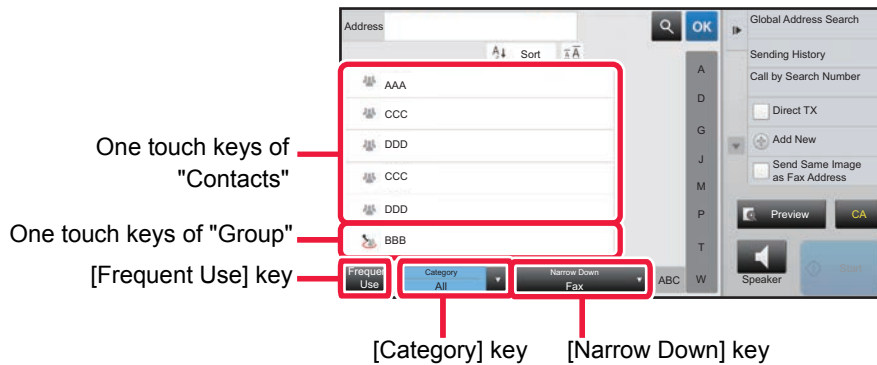 Address
OK
Global Address Search
Sort
Sending History
Call by Search Number
Direct TX
Add New
Send Same Image
as Fax Address
Preview
CA
Speaker
Start
AAA
CCC
DDD
CCC
DDD
BBB
A
D
G
J
M
P
T
W
ABC
Frequen
Use
Category
All
Narrow Down
Fax
One touch keys of
"Contacts"
One touch keys of "Group"
[Frequent Use] key
[Category] key
[Narrow Down] key